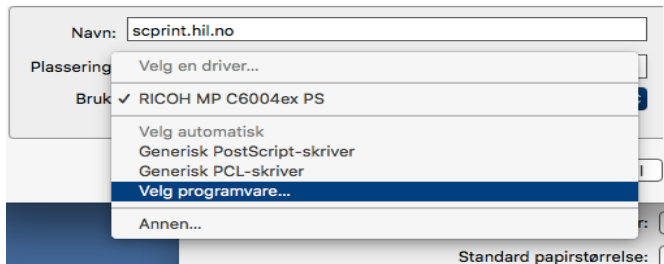 Navn: scprint.hil.no
Plassering
Velg en driver...
Bruk ✓ RICOH MP C6004ex PS
Velg automatisk
Generisk PostScript-skriver
Generisk PCL-skriver
Velg programvare...
Annen...
r:
Standard papirstørrelse: